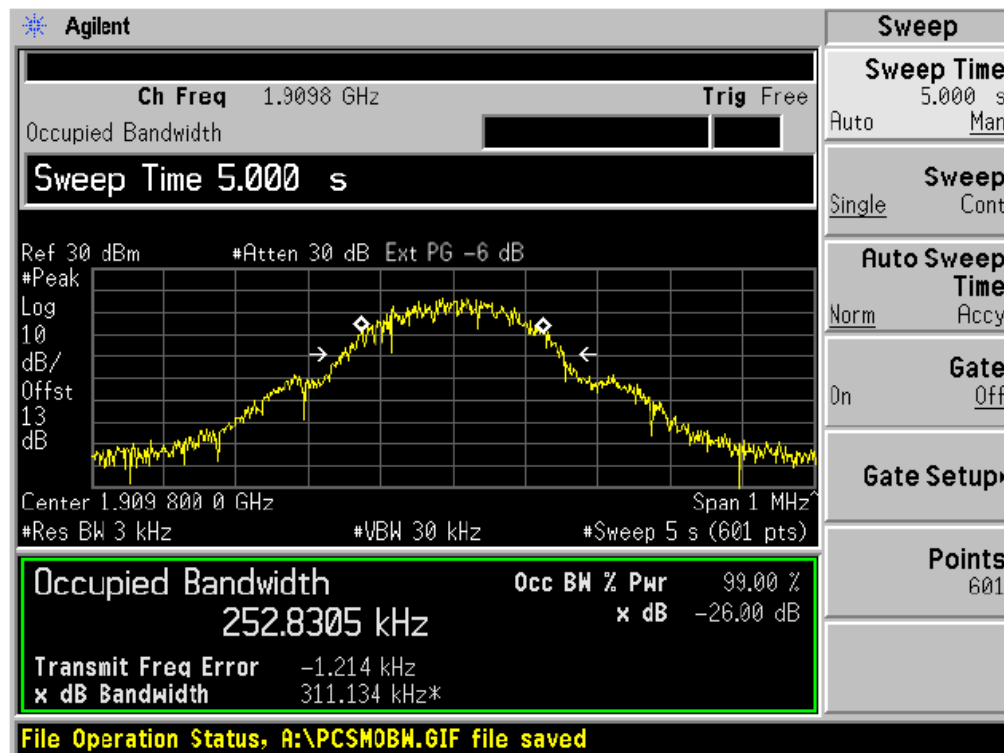 Agilent
Sweep
Ch Freq 1.9098 GHz
Trig Free
Occupied Bandwidth
Sweep Time 5.000 s
Ref 30 dBm #Atten 30 dB Ext PG -6 dB
#Peak
Log
10
dB/
Offst
13
dB
Center 1.909 800 0 GHz
Span 1 MHz^
#Res BW 3 kHz #VBW 30 kHz #Sweep 5 s (601 pts)
Occupied Bandwidth
252.8305 kHz
Occ BW % Pwr 99.00 %
x dB -26.00 dB
Transmit Freq Error -1.214 kHz
x dB Bandwidth 311.134 kHz*
File Operation Status, A:\PCSMOBW.GIF file saved
Sweep Time
5.000 s
Auto Man
Sweep
Single Cont
Auto Sweep
Time
Norm Accy
Gate
On Off
Gate Setup
Points
601